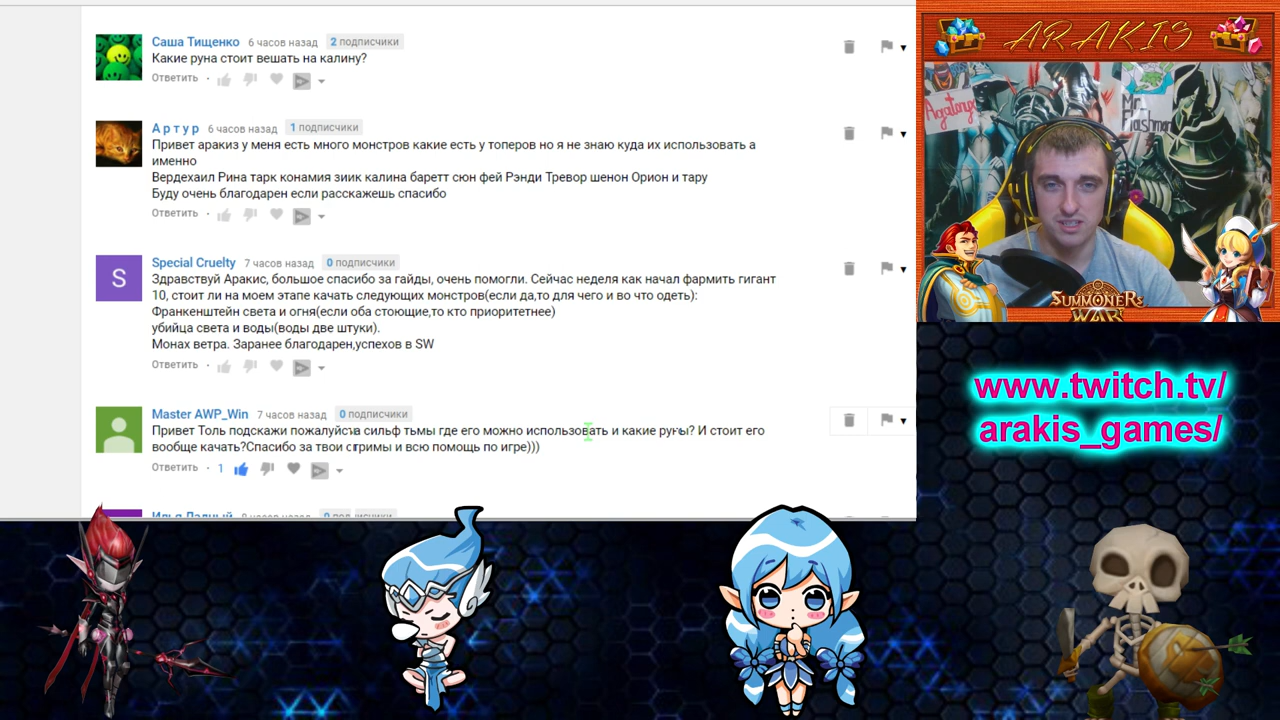 Саша Тищенко 6 часов назад 2 подписчики
Какие руна стоит вешать на калину?
Ответить
Артур 6 часов назад 1 подписчики
Привет аракиз у меня есть много монстров какие есть у топеров но я не знаю куда их использовать а
именно
Вердехаил Рина тарк конамия зиик калина баретт сюн фей Рэнди Тревор шенон Орион и тару
Буду очень благодарен если расскажешь спасибо
Ответить
S
Special Cruelty 7 часов назад 0 подписчики
Здравствуй Аракис, большое спасибо за гайды, очень помогли. Сейчас неделя как начал фармить гигант
10, стоит ли на моем этапе качать следующих монстров(если да,то для чего и во что одеть):
Франкенштейн света и огня(если оба стоющие,то кто приоритетнее)
убийца света и воды(воды две штуки).
Монах ветра. Заранее благодарен,успехов в SW
Ответить
Master AWP_Win 7 часов назад 0 подписчики
Привет Толь подскажи пожалуйста сильф тьмы где его можно использовать и какие руны? И стоит его
вообще качать?Спасибо за твои стримы и всю помощь по игре)))
Ответить 1
ARAKIS
Agatonyx
Mr.
Flashman
SUMMONERS
WAR
www.twitch.tv/
arakis_games/